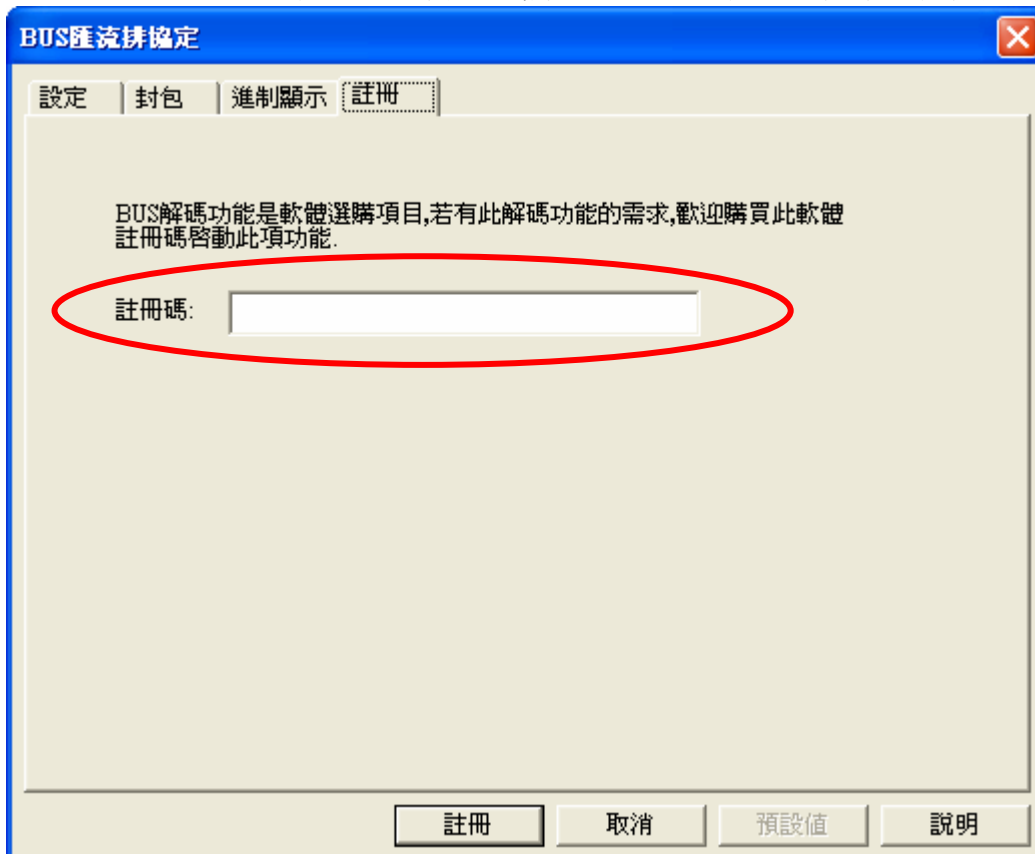 BUS匯流排協定
設定 封包 進制顯示 註冊
BUS解碼功能是軟體選購項目,若有此解碼功能的需求,歡迎購買此軟體
註冊碼啓動此項功能.
註冊碼:
註冊 取消 預設值 說明